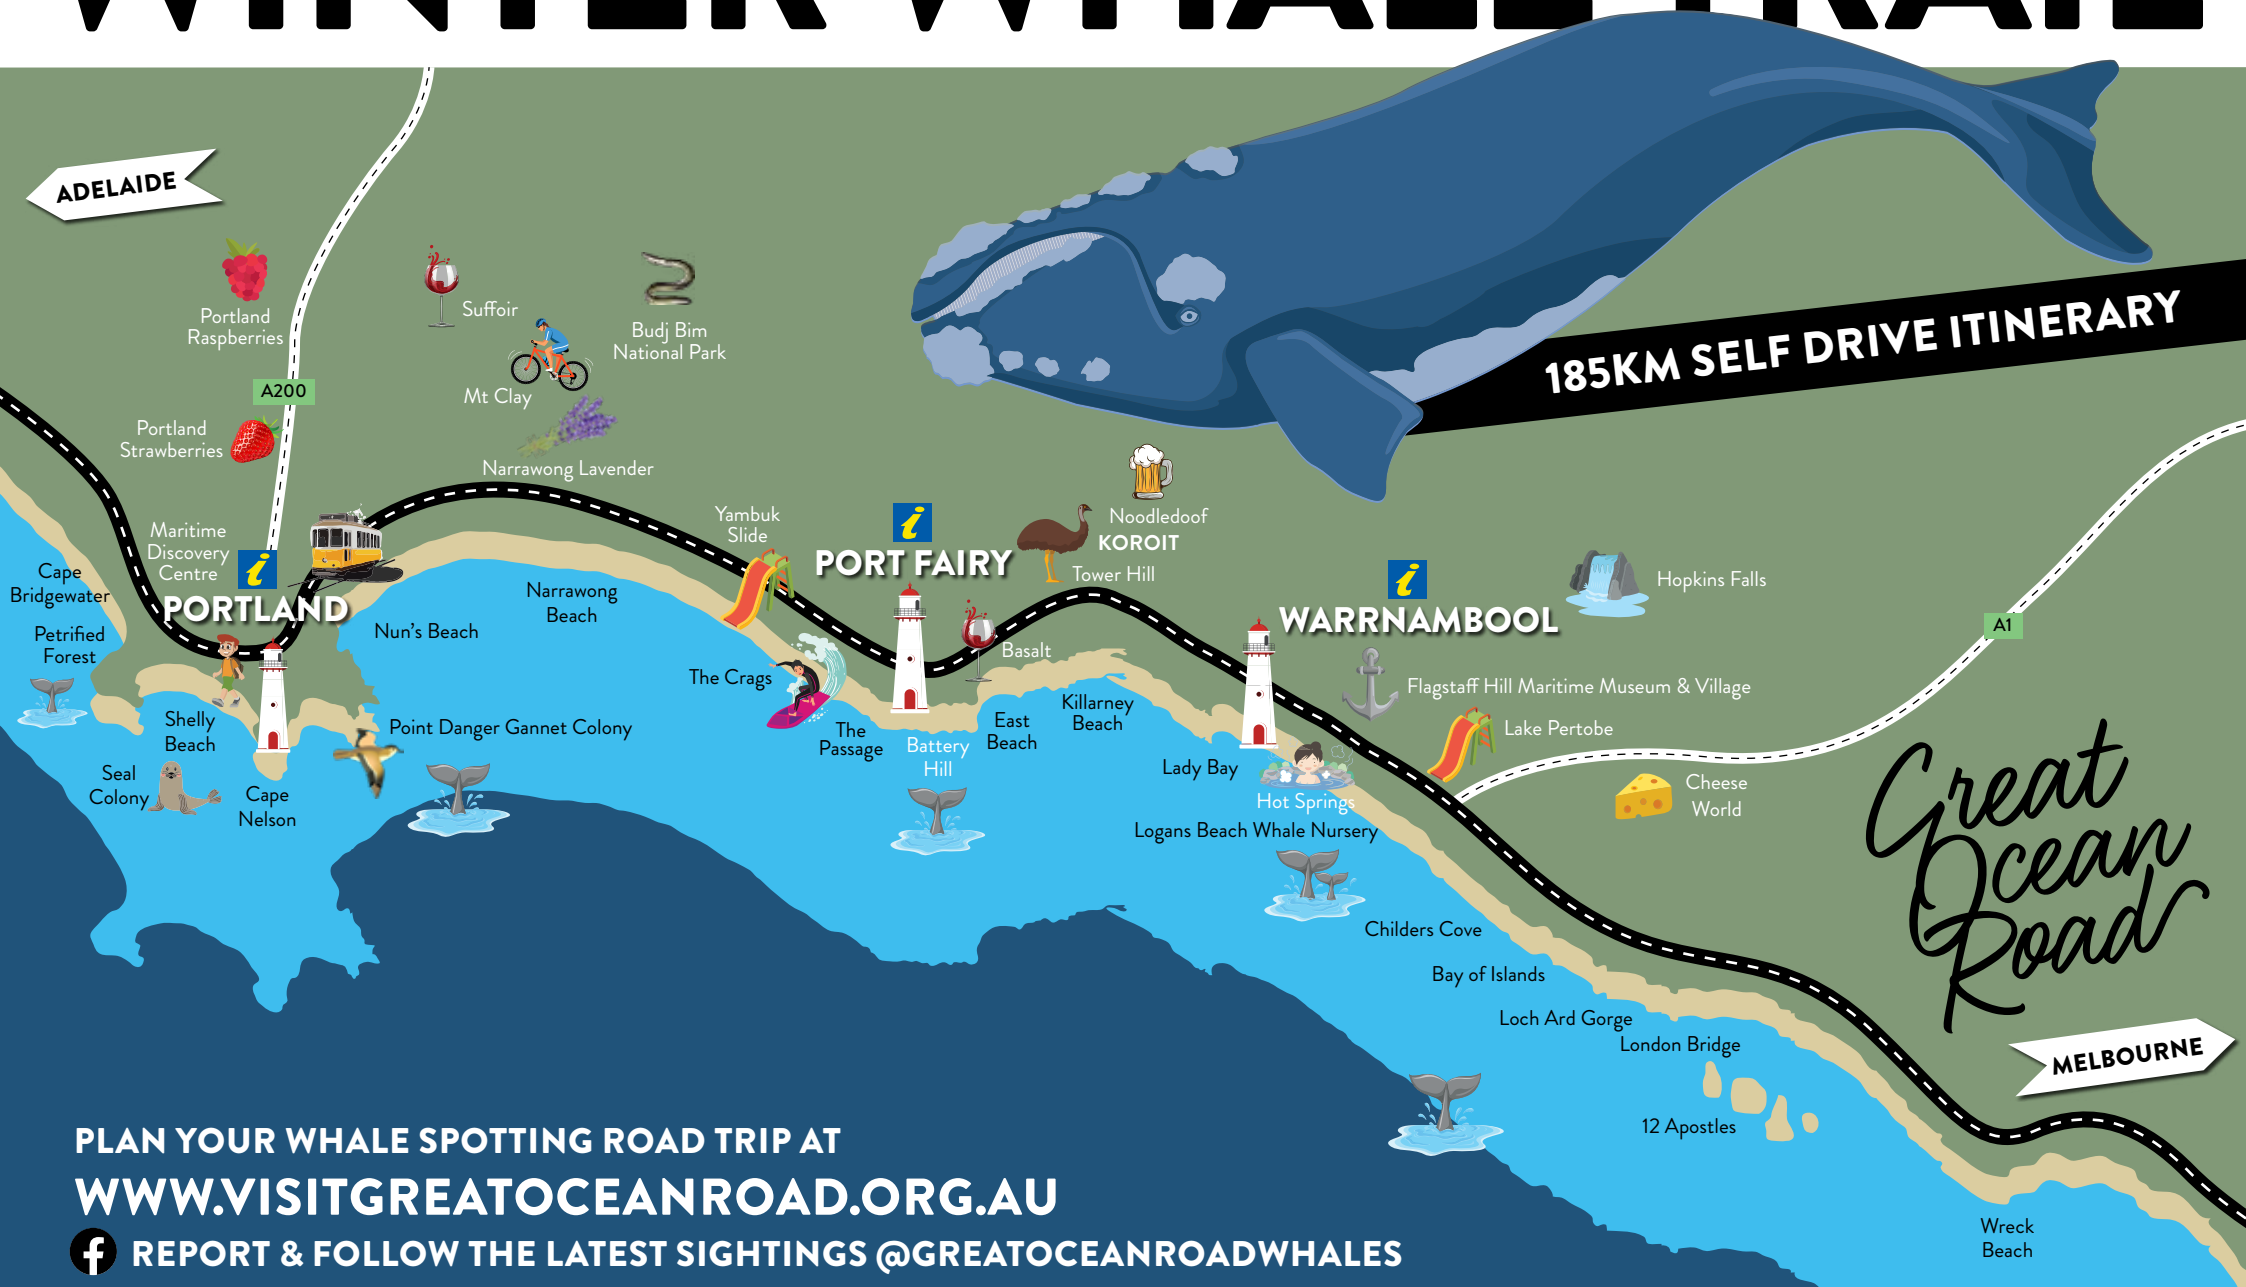 WINTER WHALE TRAIL
ADELAIDE
185KM SELF DRIVE ITINERARY
Portland
Raspberries
Suffoir
Budj Bim
National Park
Mt Clay
A200
Portland
Strawberries
Narrawong Lavender
Maritime
Discovery
Centre
i
PORTLAND
Yambuk
Slide
i
PORT FAIRY
Noodledoof
KOROIT
Tower Hill
i
WARRNAMBOOL
Hopkins Falls
A1
Cape
Bridgewater
Petrified
Forest
Nun's Beach
Narrawong
Beach
The Crags
Basalt
Flagstaff Hill Maritime Museum & Village
Lake Pertobe
Shelly
Beach
Point Danger Gannet Colony
The
Passage
Battery
Hill
East
Beach
Killarney
Beach
Lady Bay
Hot Springs
Cheese
World
Seal
Colony
Cape
Nelson
Logans Beach Whale Nursery
Great
Ocean
Road
Childers Cove
Bay of Islands
Loch Ard Gorge
London Bridge
MELBOURNE
12 Apostles
Wreck
Beach
PLAN YOUR WHALE SPOTTING ROAD TRIP AT
WWW.VISITGREATOCEANROAD.ORG.AU
f REPORT & FOLLOW THE LATEST SIGHTINGS @GREATOCEANROADWHALES